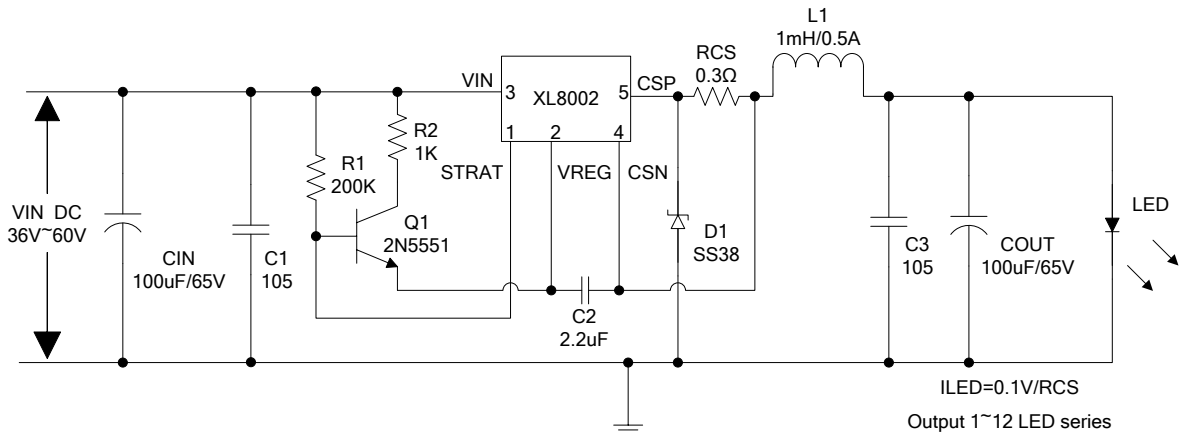 L1
1mH/0.5A
RCS
0.3Ω
VIN
3
XL8002
5
CSP
1
2
4
R2
1K
R1
200K
STRAT
VREG
CSN
VIN DC
36V~60V
Q1
2N5551
LED
CIN
100uF/65V
C1
105
D1
SS38
C3
105
COUT
100uF/65V
C2
2.2uF
ILED=0.1V/RCS
Output 1~12 LED series